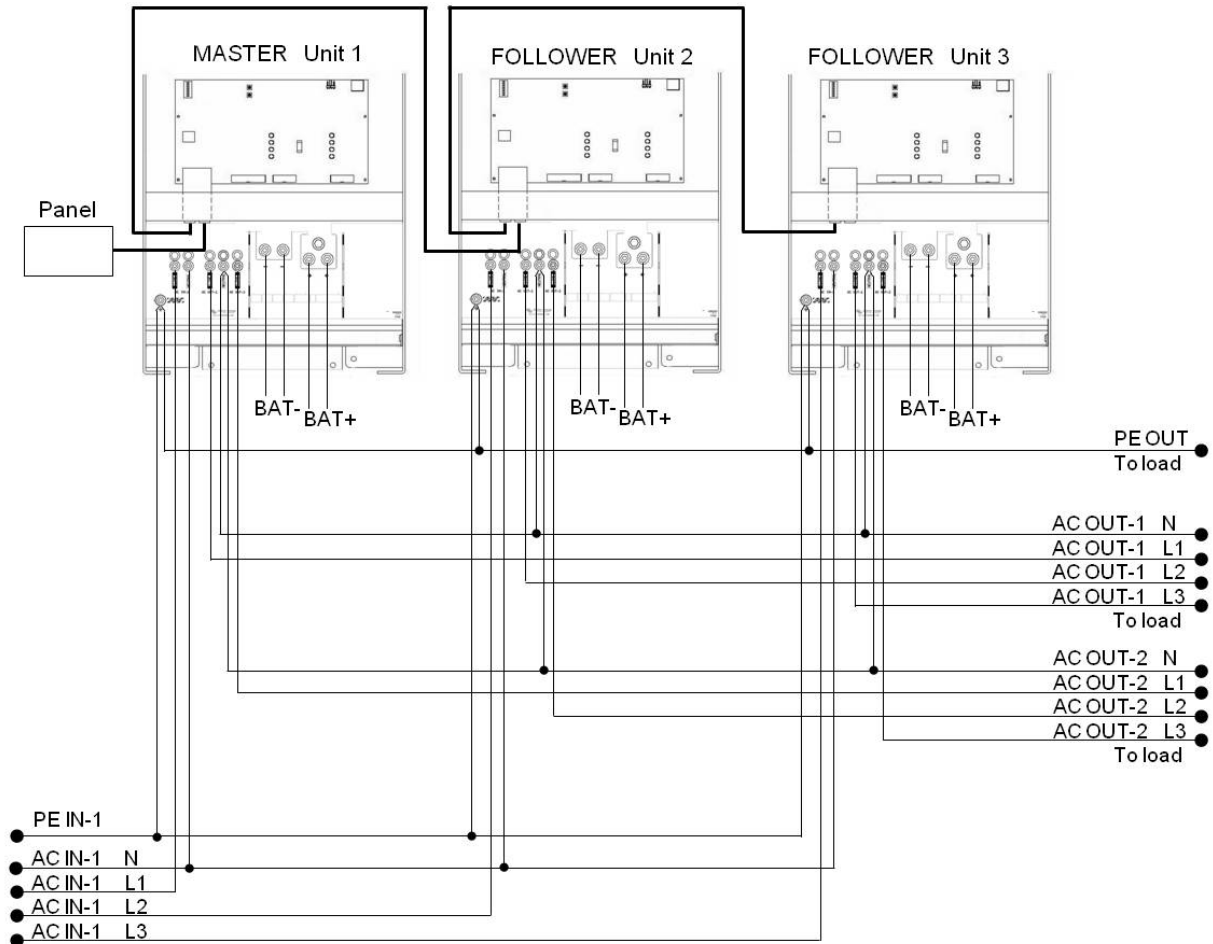 MASTER Unit 1
FOLLOWER Unit 2
FOLLOWER Unit 3
Panel
BAT-
BAT+
BAT-
BAT+
BAT-
BAT+
PE OUT
To load
AC OUT-1 N
AC OUT-1 L1
AC OUT-1 L2
AC OUT-1 L3
To load
AC OUT-2 N
AC OUT-2 L1
AC OUT-2 L2
AC OUT-2 L3
To load
PE IN-1
AC IN-1 N
AC IN-1 L1
AC IN-1 L2
AC IN-1 L3